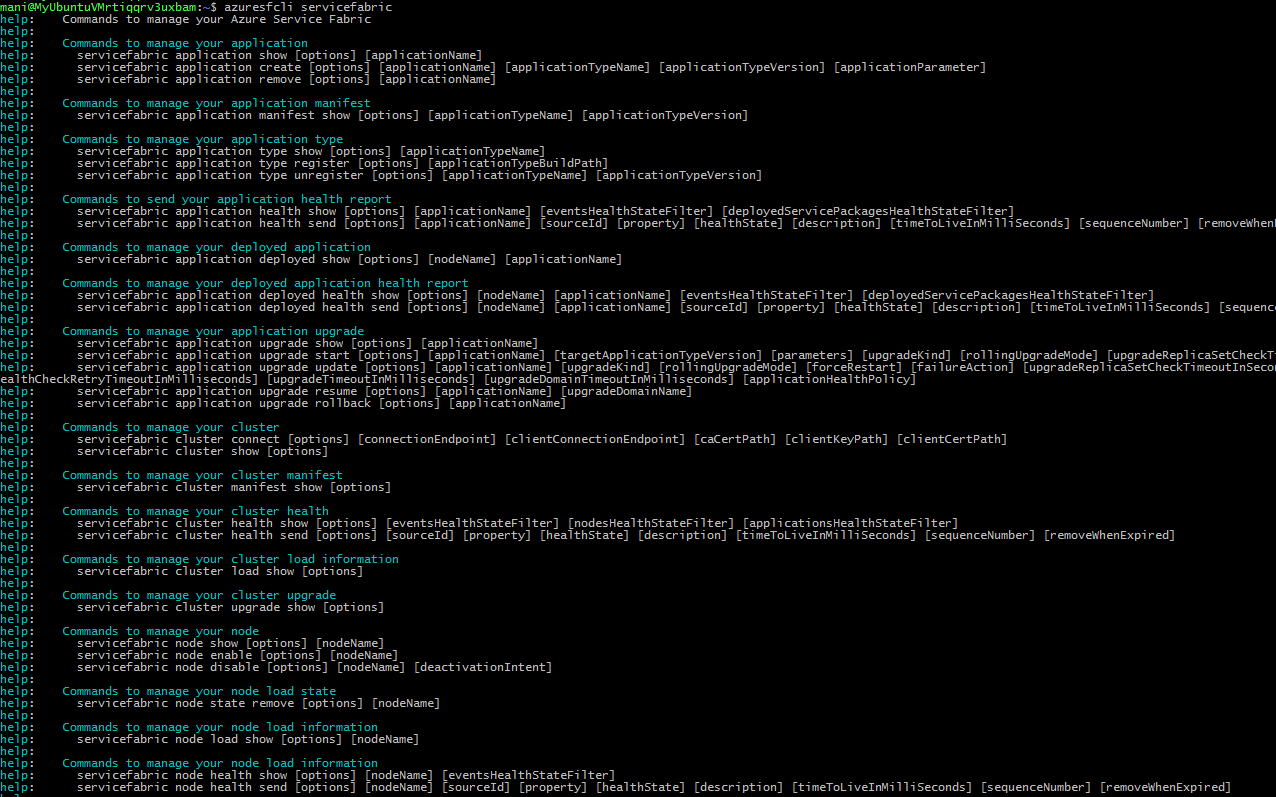 mani@MyUbuntuVMrtiqqrv3uxbam:~$ azuresfcli servicefabric
help:    Commands to manage your Azure Service Fabric
help:
help:    Commands to manage your application
help:      servicefabric application show [options] [applicationName]
help:      servicefabric application create [options] [applicationName] [applicationTypeName] [applicationTypeVersion] [applicationParameter]
help:      servicefabric application remove [options] [applicationName]
help:
help:    Commands to manage your application manifest
help:      servicefabric application manifest show [options] [applicationTypeName] [applicationTypeVersion]
help:
help:    Commands to manage your application type
help:      servicefabric application type show [options] [applicationTypeName]
help:      servicefabric application type register [options] [applicationTypeBuildPath]
help:      servicefabric application type unregister [options] [applicationTypeName] [applicationTypeVersion]
help:
help:    Commands to send your application health report
help:      servicefabric application health show [options] [applicationName] [eventsHealthStateFilter] [deployedServicePackagesHealthStateFilter]
help:      servicefabric application health send [options] [applicationName] [sourceId] [property] [healthState] [description] [timeToLiveInMilliSeconds] [sequenceNumber] [removeWhenE
help:
help:    Commands to manage your deployed application
help:      servicefabric application deployed show [options] [nodeName] [applicationName]
help:
help:    Commands to manage your deployed application health report
help:      servicefabric application deployed health show [options] [nodeName] [applicationName] [eventsHealthStateFilter] [deployedServicePackagesHealthStateFilter]
help:      servicefabric application deployed health send [options] [nodeName] [applicationName] [sourceId] [property] [healthState] [description] [timeToLiveInMilliSeconds] [sequenc
help:
help:    Commands to manage your application upgrade
help:      servicefabric application upgrade show [options] [applicationName]
help:      servicefabric application upgrade start [options] [applicationName] [targetApplicationTypeVersion] [parameters] [upgradeKind] [rollingUpgradeMode] [upgradeReplicaSetCheckT
help:      servicefabric application upgrade update [options] [applicationName] [upgradeKind] [rollingUpgradeMode] [forceRestart] [failureAction] [upgradeReplicaSetCheckTimeoutInSeco
ealthCheckRetryTimeoutInMilliseconds] [upgradeTimeoutInMilliseconds] [upgradeDomainTimeoutInMilliseconds] [applicationHealthPolicy]
help:      servicefabric application upgrade resume [options] [applicationName] [upgradeDomainName]
help:      servicefabric application upgrade rollback [options] [applicationName]
help:
help:    Commands to manage your cluster
help:      servicefabric cluster connect [options] [connectionEndpoint] [clientConnectionEndpoint] [caCertPath] [clientKeyPath] [clientCertPath]
help:      servicefabric cluster show [options]
help:
help:    Commands to manage your cluster manifest
help:      servicefabric cluster manifest show [options]
help:
help:    Commands to manage your cluster health
help:      servicefabric cluster health show [options] [eventsHealthStateFilter] [nodesHealthStateFilter] [applicationsHealthStateFilter]
help:      servicefabric cluster health send [options] [sourceId] [property] [healthState] [description] [timeToLiveInMilliSeconds] [sequenceNumber] [removeWhenExpired]
help:
help:    Commands to manage your cluster load information
help:      servicefabric cluster load show [options]
help:
help:    Commands to manage your cluster upgrade
help:      servicefabric cluster upgrade show [options]
help:
help:    Commands to manage your node
help:      servicefabric node show [options] [nodeName]
help:      servicefabric node enable [options] [nodeName]
help:      servicefabric node disable [options] [nodeName] [deactivationIntent]
help:
help:    Commands to manage your node load state
help:      servicefabric node state remove [options] [nodeName]
help:
help:    Commands to manage your node load information
help:      servicefabric node load show [options] [nodeName]
help:
help:    Commands to manage your node load information
help:      servicefabric node health show [options] [nodeName] [eventsHealthStateFilter]
help:      servicefabric node health send [options] [nodeName] [sourceId] [property] [healthState] [description] [timeToLiveInMilliSeconds] [sequenceNumber] [removeWhenExpired]